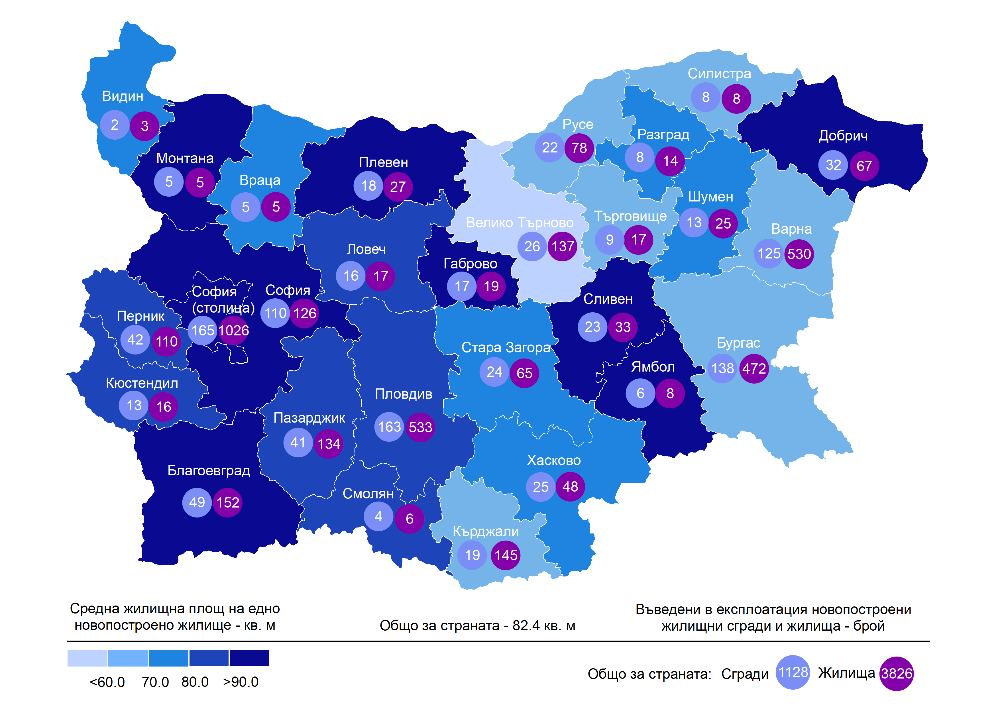 Видин
2 3
Монтана
5 5
Враца
5 5
Плевен
18 27
Силистра
8 8
Русе
22 78
Разград
8 14
Добрич
32 67
Шумен
13 25
Велико Търново
26 137
Търговище
9 17
Варна
125 530
Ловеч
16 17
Габрово
17 19
София
(столица)
165 1026
София
110 126
Перник
42 110
Сливен
23 33
Стара Загора
24 65
Бургас
138 472
Ямбол
6 8
Кюстендил
13 16
Пловдив
163 533
Пазарджик
41 134
Благоевград
49 152
Хасково
25 48
Смолян
4 6
Кърджали
19 145
Средна жилищна площ на едно
новопостроено жилище - кв. м
Общо за страната - 82.4 кв. м
Въведени в експлоатация новопостроени
жилищни сгради и жилища - брой
<60.0 70.0 80.0 >90.0
Общо за страната: Сгради 1128 Жилища 3826